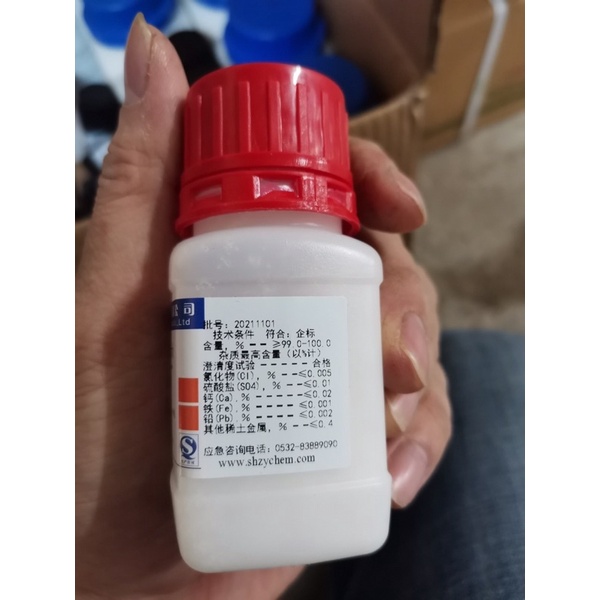 公司
.,Ltd
批号: 20211101
技术条件 符合: 企标
含量, % － － ≥99.0-100.0
杂质最高含量 (以%计)
澄清度试验 － － － － － 合格
氯化物(Cl), % － － － ≤0.005
硫酸盐(SO4), % － － － ≤0.01
钙(Ca), % － － － － － ≤0.02
铁(Fe), % － － － － － ≤0.001
铅(Pb), % － － － － － ≤0.002
其他稀土金属, % － － ≤0.4
应急咨询电话: 0532-83889090
www.shzychem.com